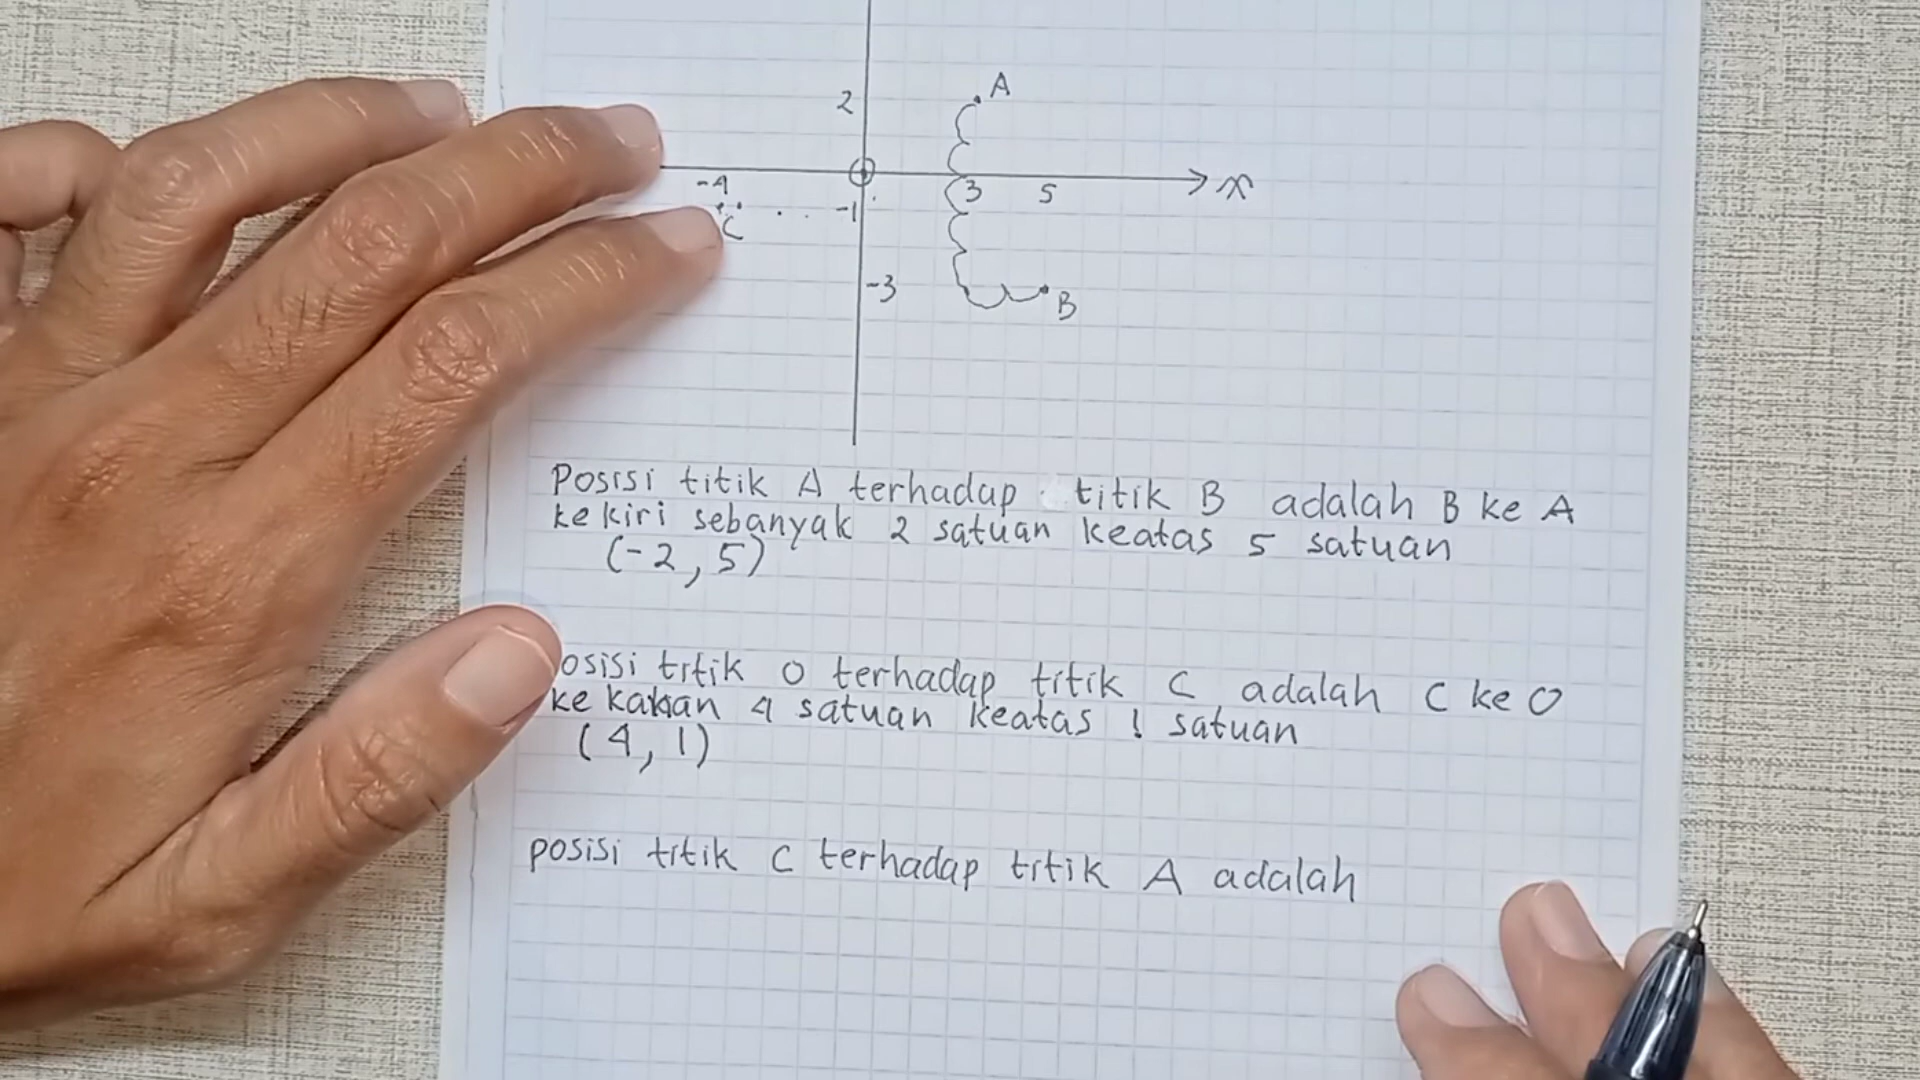 A
2
-4
3
5
x
C
-1
-3
B
Posisi titik A terhadap titik B adalah B ke A
ke kiri sebanyak 2 satuan keatas 5 satuan
(-2,5)
osisi titik O terhadap titik C adalah C ke O
ke kanan 4 satuan keatas 1 satuan
(4,1)
posisi titik C terhadap titik A adalah